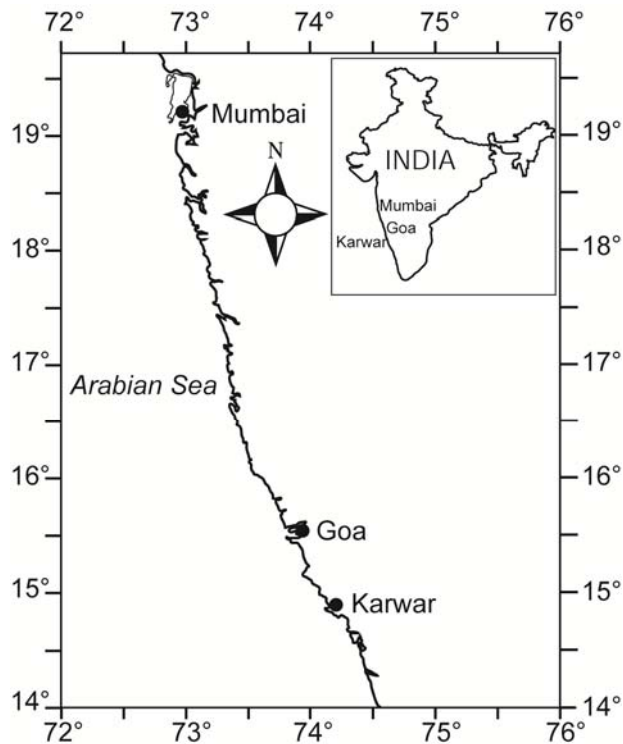 72° 73° 74° 75° 76°
N
INDIA
Mumbai
Goa
Karwar
19° Mumbai 19°
18° 18°
17° 17°
Arabian Sea
16° 16°
Goa
15° Karwar 15°
14° 14°
72° 73° 74° 75° 76°